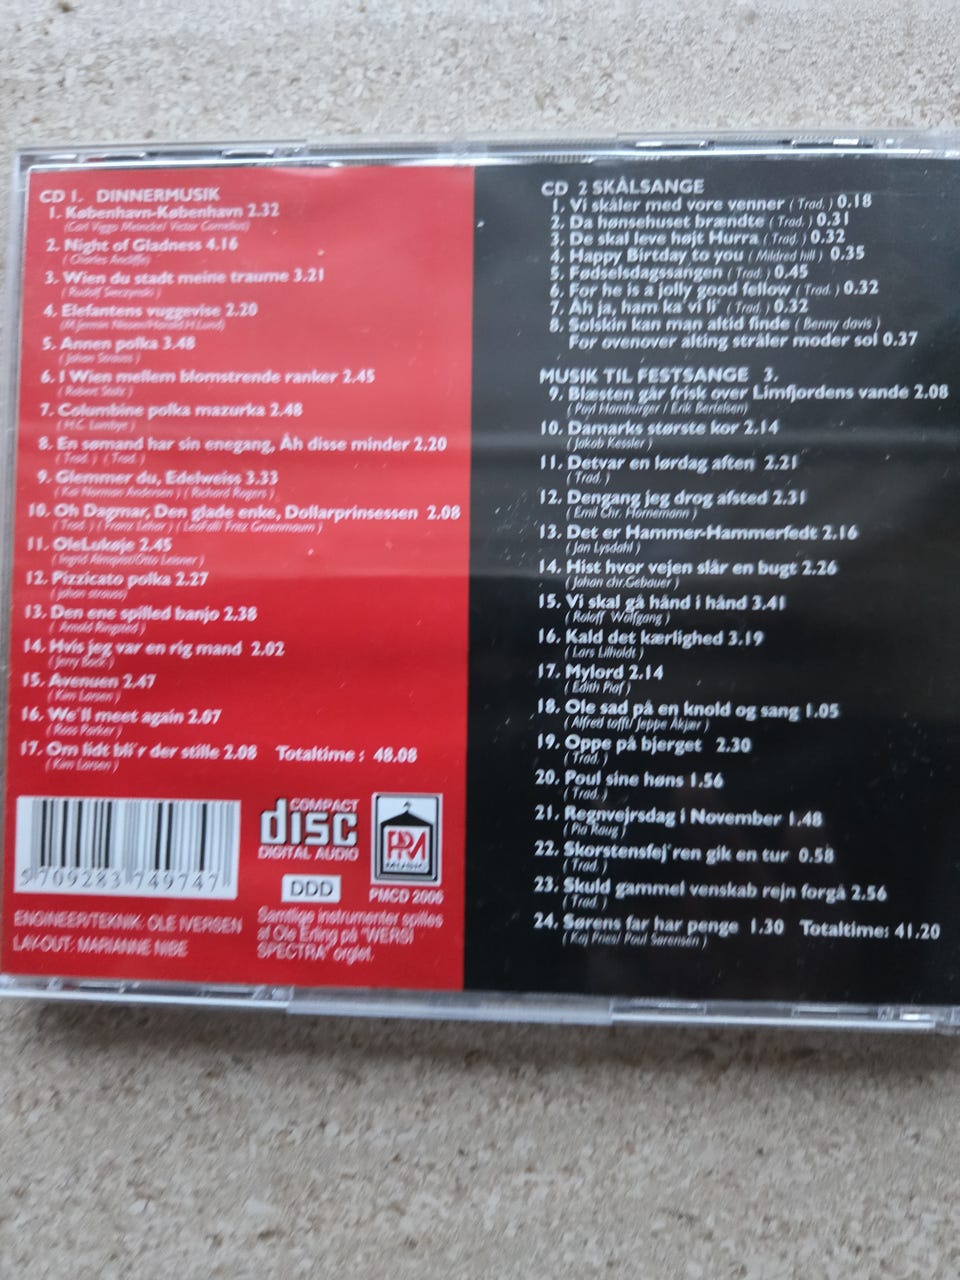 CD 1. DINNERMUSIK
1. København-København 2.32
(Carl Viggo Meincke/ Victor Cornelius)
2. Night of Gladness 4.16
( Charles Ancliffe)
3. Wien du stadt meine traume 3.21
( Rudolf Sieczynski )
4. Elefantens vuggevise 2.20
(M.Jermin Nissen/Harald.H.Lund)
5. Annen polka 3.48
( Johan Strauss )
6. I Wien mellem blomstrende ranker 2.45
( Robert Stolz )
7. Columbine polka mazurka 2.48
( H.C. Lumbye )
8. En sømand har sin enegang, Åh disse minder 2.20
( Trad. ) ( Trad. )
9. Glemmer du, Edelweiss 3.33
( Kai Norman Andersen ) ( Richard Rogers )
10. Oh Dagmar, Den glade enke, Dollarprinsessen 2.08
( Trad. ) ( Franz Lehar ) ( LeoFall/ Fritz Gruenmaum )
11. OleLukøje 2.45
( Ingrid Almqvist/Otto Leisner )
12. Pizzicato polka 2.27
( johan strauss)
13. Den ene spilled banjo 2.38
( Arnold Ringsted )
14. Hvis jeg var en rig mand 2.02
( Jerry Bock )
15. Avenuen 2.47
( Kim Larsen )
16. We´ll meet again 2.07
( Ross Parker )
17. Om lidt bli´r der stille 2.08 Totaltime : 48.08
( Kim Larsen )
5 709283 749747
COMPACT
disc
DIGITAL AUDIO
DDD
PMCD 2006
ENGINEER/TEKNIK: OLE IVERSEN
LAY-OUT: MARIANNE NIBE
Samtlige instrumenter spilles
af Ole Erling på "WERSI
SPECTRA" orglet.
CD 2 SKÅLSANGE
1. Vi skåler med vore venner ( Trad. ) 0.18
2. Da hønsehuset brændte ( Trad. ) 0.31
3. De skal leve højt Hurra ( Trad. ) 0.32
4. Happy Birtday to you ( Mildred hill ) 0.35
5. Fødselsdagssangen ( Trad. ) 0.45
6. For he is a jolly good fellow ( Trad. ) 0.32
7. Åh ja, ham ka´vi li´ ( Trad. ) 0.32
8. Solskin kan man altid finde ( Benny davis )
For ovenover alting stråler moder sol 0.37
MUSIK TIL FESTSANGE 3.
9. Blæsten går frisk over Limfjordens vande 2.08
( Poyl Hamburger / Erik Bertelsen)
10. Damarks største kor 2.14
( Jakob Kessler )
11. Detvar en lørdag aften 2.21
( Trad. )
12. Dengang jeg drog afsted 2.31
( Emil Chr. Hornemann )
13. Det er Hammer-Hammerfedt 2.16
( Jan Lysdahl )
14. Hist hvor vejen slår en bugt 2.26
( Johan chr.Gebauer )
15. Vi skal gå hånd i hånd 3.41
( Roloff Wolfgang )
16. Kald det kærlighed 3.19
( Lars Lilholdt )
17. Mylord 2.14
( Edith Piaf )
18. Ole sad på en knold og sang 1.05
( Alfred tofft/ Jeppe Akjær )
19. Oppe på bjerget 2.30
( Trad. )
20. Poul sine høns 1.56
( Trad. )
21. Regnvejrsdag i November 1.48
( Pia Raug )
22. Skorstensfej´ren gik en tur 0.58
( Trad. )
23. Skuld gammel venskab rejn forgå 2.56
( Trad. )
24. Sørens far har penge 1.30 Totaltime: 41.20
( Kaj Pries/ Poul Sørensen )